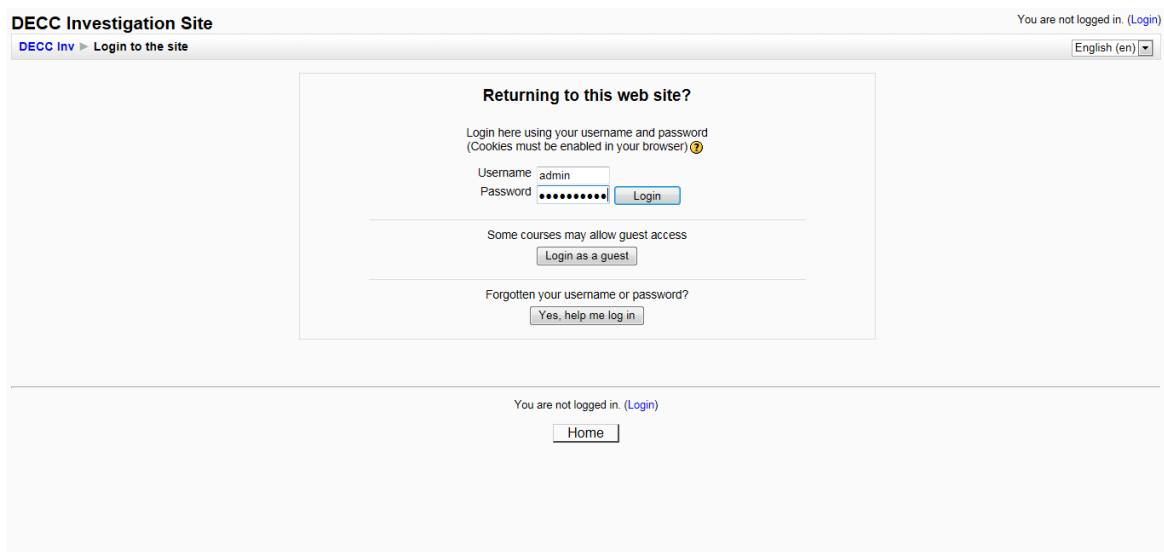 DECC Investigation Site
You are not logged in. (Login)
DECC Inv ► Login to the site
English (en)
Returning to this web site?
Login here using your username and password
(Cookies must be enabled in your browser) ?
Username admin
Password ●●●●●●●●●● Login
Some courses may allow guest access
Login as a guest
Forgotten your username or password?
Yes, help me log in
You are not logged in. (Login)
Home